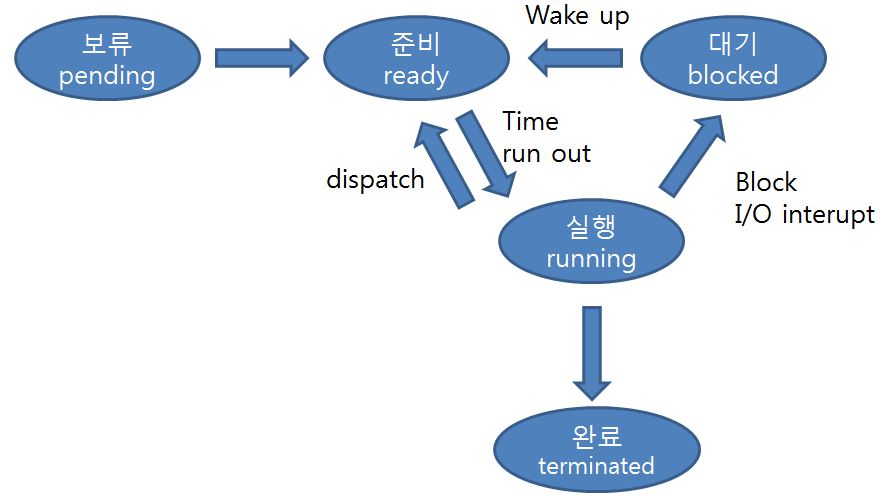 보류
pending
준비
ready
Wake up
대기
blocked
Time
run out
dispatch
Block
I/O interupt
실행
running
완료
terminated